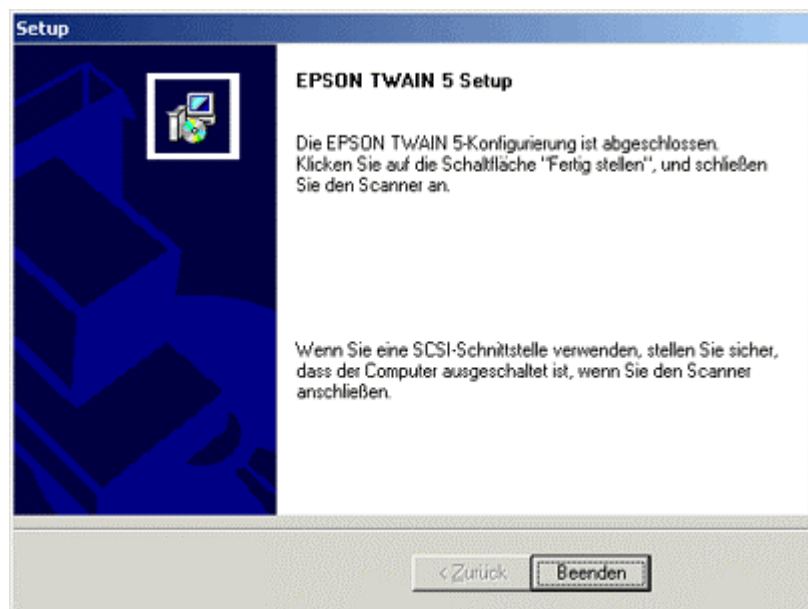 Setup
EPSON TWAIN 5 Setup
Die EPSON TWAIN 5-Konfigurierung ist abgeschlossen.
Klicken Sie auf die Schaltfläche "Fertig stellen", und schließen
Sie den Scanner an.
Wenn Sie eine SCSI-Schnittstelle verwenden, stellen Sie sicher,
dass der Computer ausgeschaltet ist, wenn Sie den Scanner
anschließen.
< Zurück
Beenden